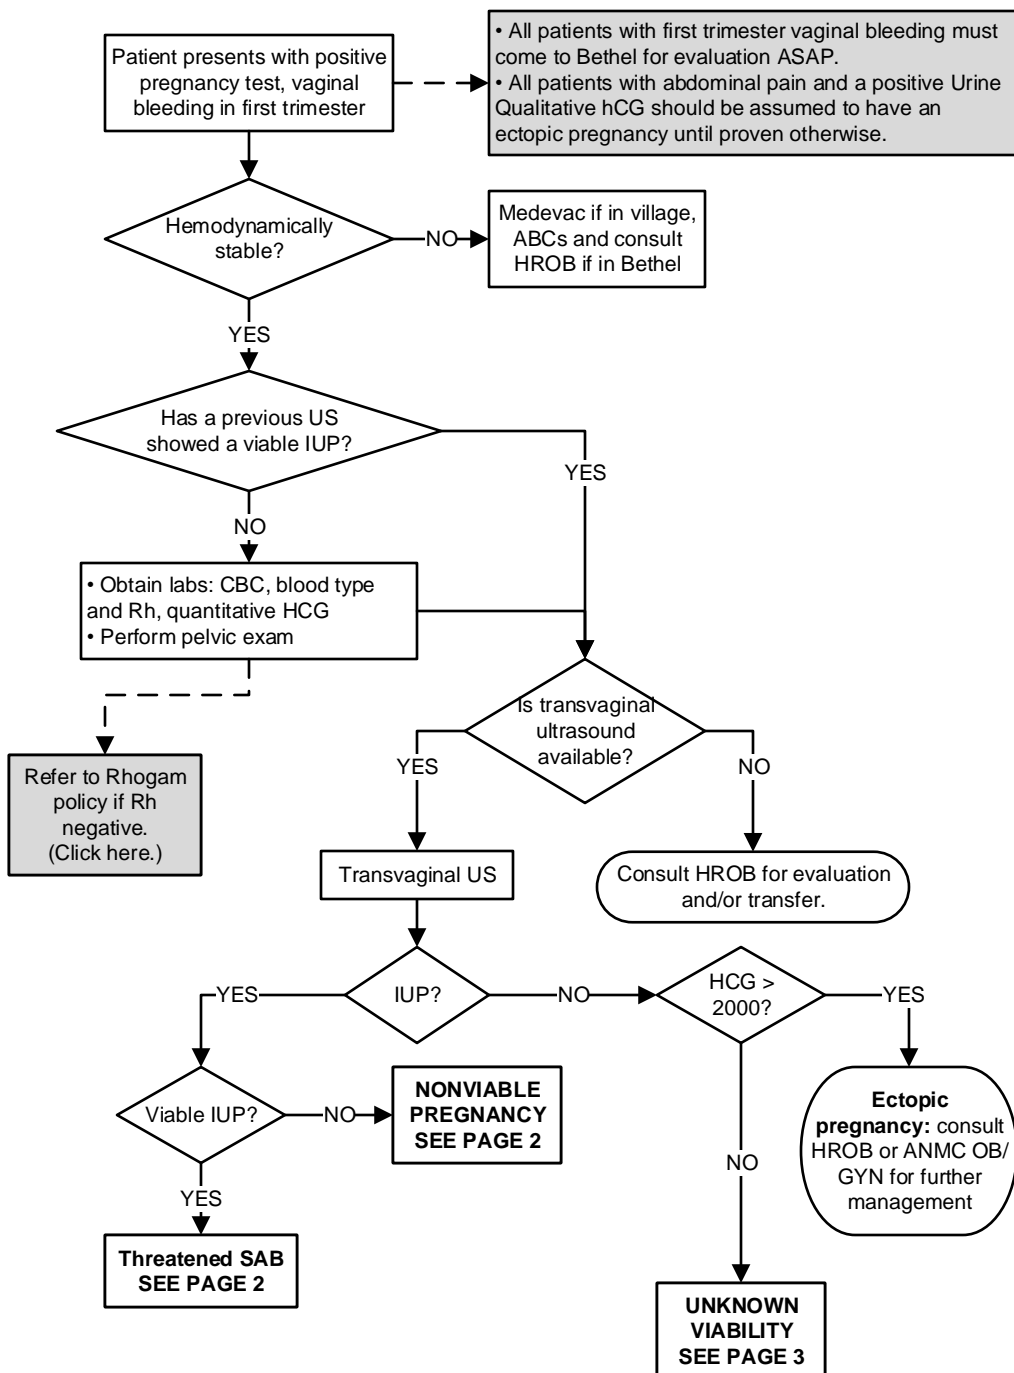 Patient presents with positive
pregnancy test, vaginal
bleeding in first trimester
• All patients with first trimester vaginal bleeding must
come to Bethel for evaluation ASAP.
• All patients with abdominal pain and a positive Urine
Qualitative hCG should be assumed to have an
ectopic pregnancy until proven otherwise.
Hemodynamically
stable?
NO
Medevac if in village,
ABCs and consult
HROB if in Bethel
YES
Has a previous US
showed a viable IUP?
YES
NO
• Obtain labs: CBC, blood type
and Rh, quantitative HCG
• Perform pelvic exam
Is transvaginal
ultrasound
available?
YES
NO
Refer to Rhogam
policy if Rh
negative.
(Click here.)
Transvaginal US
Consult HROB for evaluation
and/or transfer.
IUP?
YES
NO
HCG >
2000?
YES
Viable IUP?
NO
NONVIABLE
PREGNANCY
SEE PAGE 2
Ectopic
pregnancy: consult
HROB or ANMC OB/
GYN for further
management
NO
YES
Threatened SAB
SEE PAGE 2
UNKNOWN
VIABILITY
SEE PAGE 3